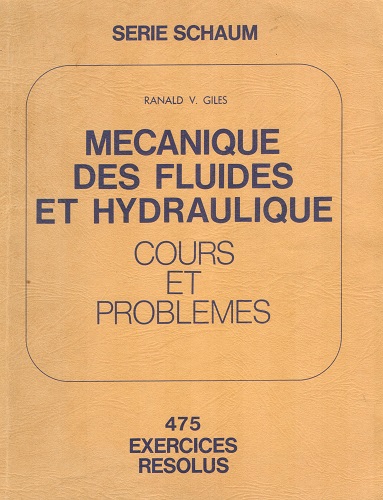 SERIE SCHAUM
RANALD V. GILES
MECANIQUE
DES FLUIDES
ET HYDRAULIQUE
COURS
ET
PROBLEMES
475
EXERCICES
RESOLUS